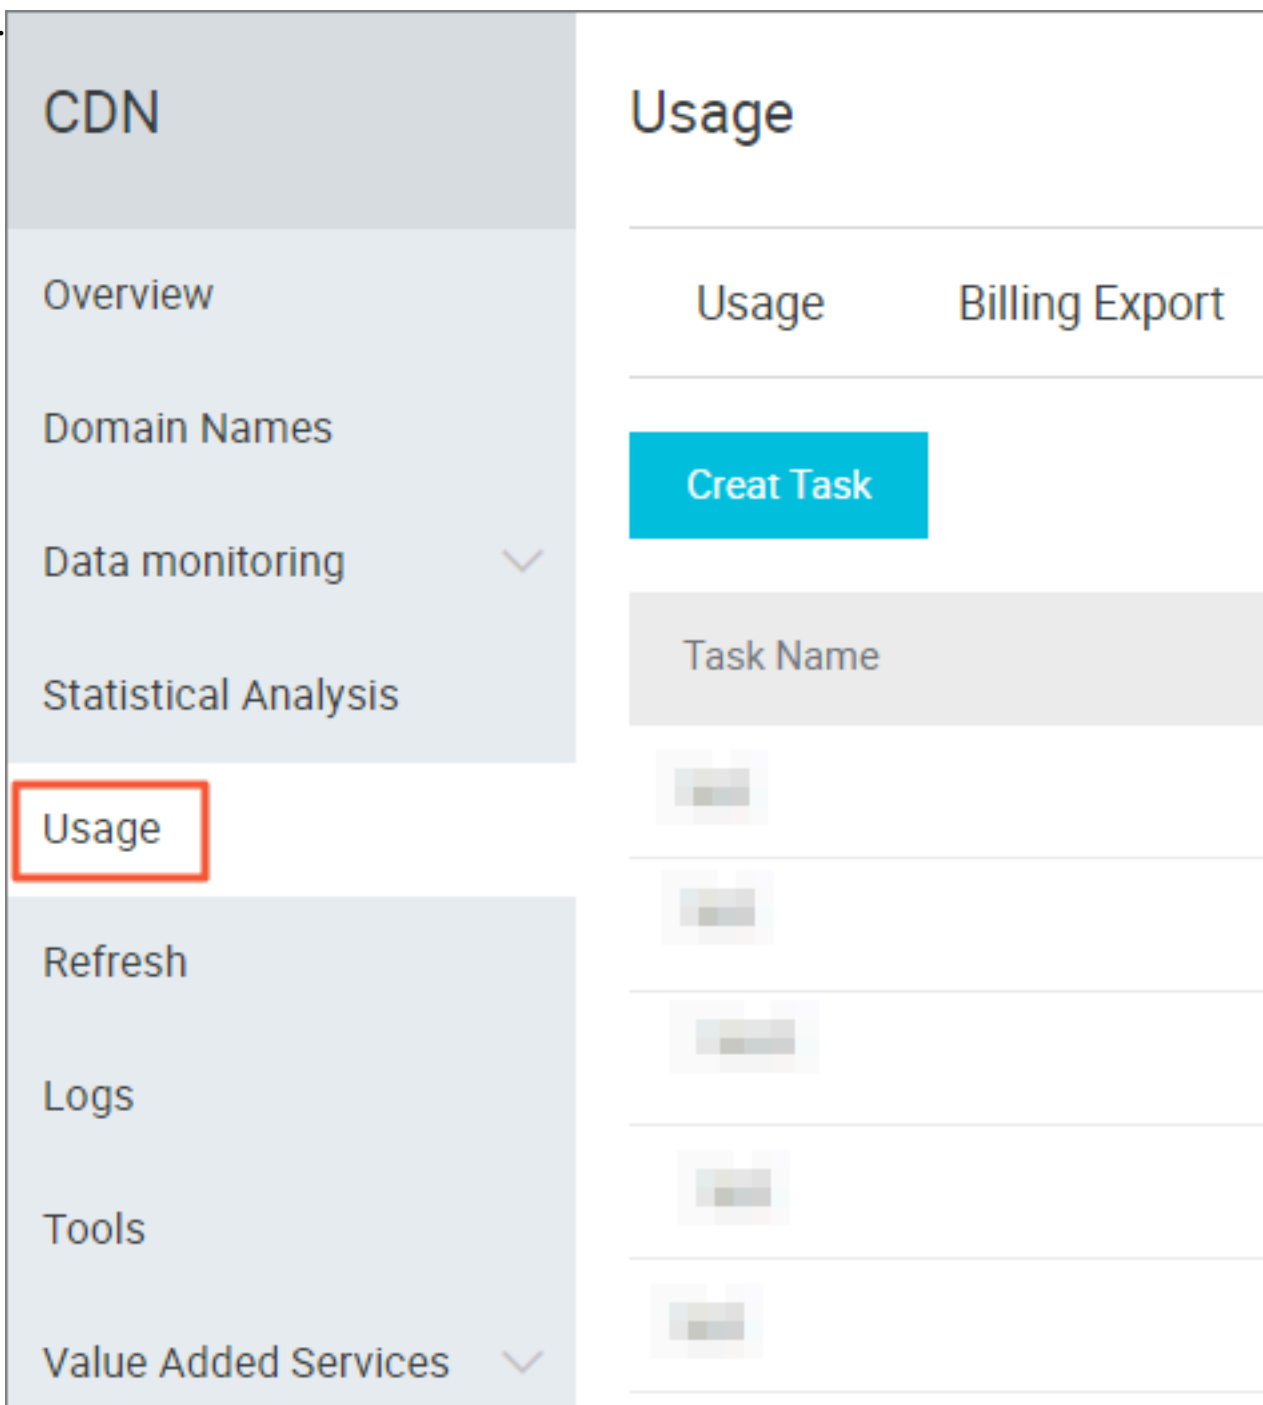 CDN
Overview
Domain Names
Data monitoring
Statistical Analysis
Usage
Refresh
Logs
Tools
Value Added Services
Usage
Usage Billing Export
Creat Task
Task Name